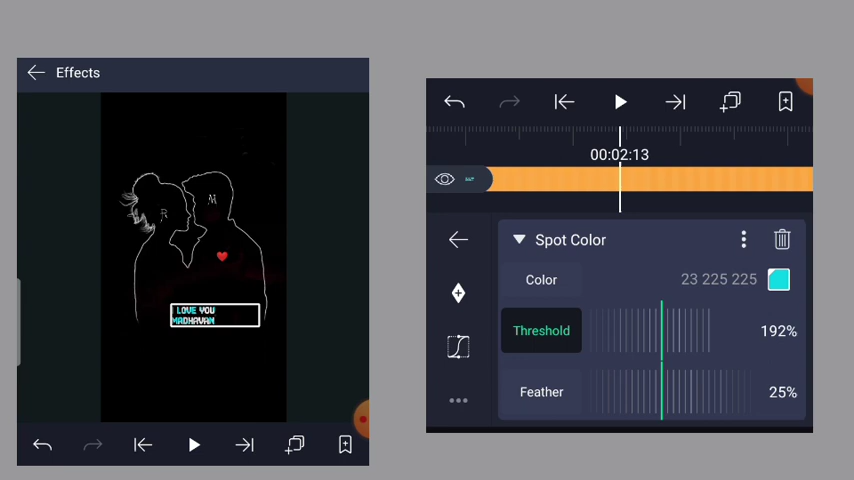 Effects
R
M
I LOVE YOU
MADHAVAN
00:02:13
Spot Color
Color
23 225 225
Threshold
192%
Feather
25%